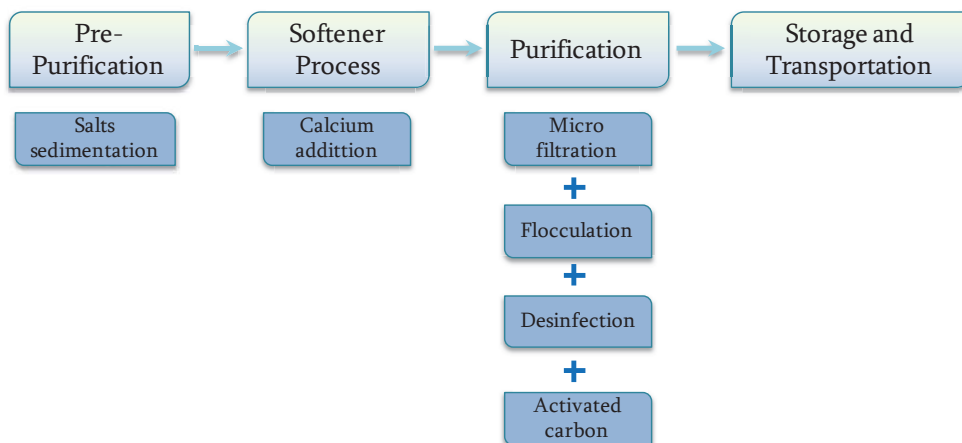 Pre-
Purification
Softener
Process
Purification
Storage and
Transportation
Salts
sedimentation
Calcium
addittion
Micro
filtration
+
Flocculation
+
Desinfection
+
Activated
carbon